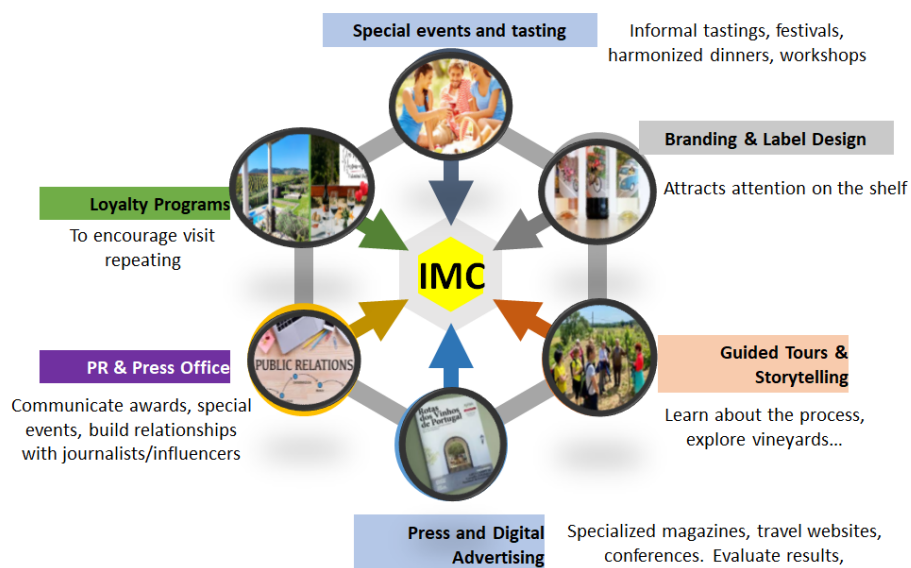 Special events and tasting
Informal tastings, festivals,
harmonized dinners, workshops
Branding & Label Design
Attracts attention on the shelf
Loyalty Programs
To encourage visit
repeating
IMC
PR & Press Office
PUBLIC RELATIONS
Communicate awards, special
events, build relationships
with journalists/influencers
Rotas
dos Vinhos
de Portugal
Guided Tours &
Storytelling
Learn about the process,
explore vineyards...
Press and Digital
Advertising
Specialized magazines, travel websites,
conferences. Evaluate results,